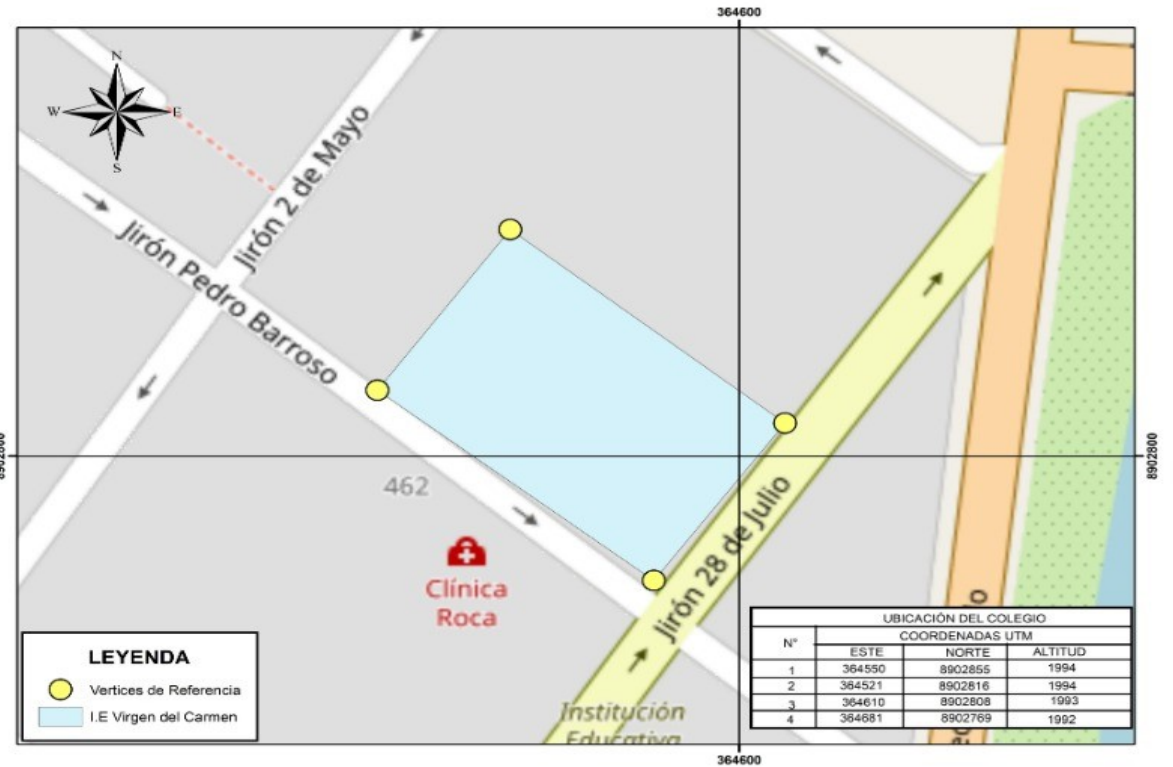 364600
N
W
E
S
Jirón 2 de Mayo
Jirón Pedro Barroso
8902800
8902800
462
Clínica
Roca
Jirón 28 de Julio
Institución
Educativa
LEYENDA
Vertices de Referencia
I.E Virgen del Carmen
UBICACIÓN DEL COLEGIO
N° COORDENADAS UTM
ESTE NORTE ALTITUD
1 364550 8902855 1994
2 364521 8902816 1994
3 364610 8902808 1993
4 364681 8902769 1992
364600